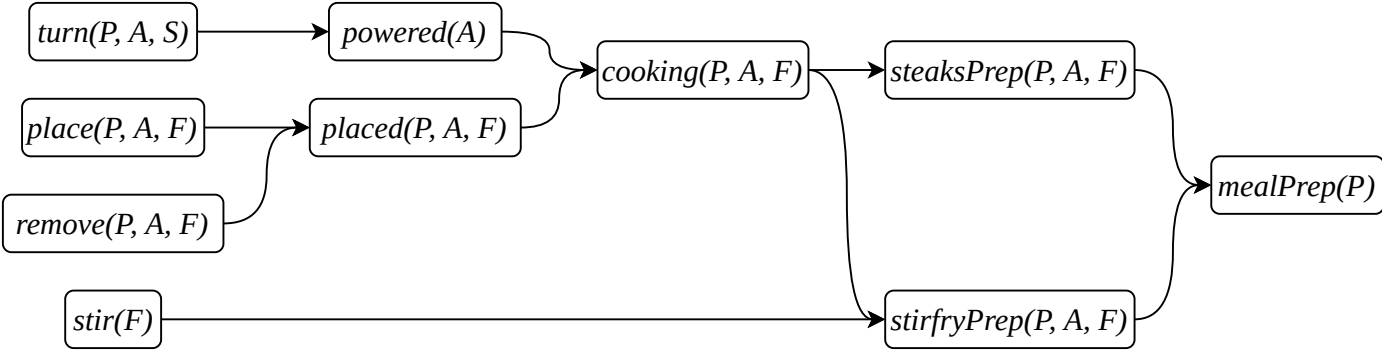 turn(P, A, S)
powered(A)
cooking(P, A, F)
steaksPrep(P, A, F)
place(P, A, F)
placed(P, A, F)
mealPrep(P)
remove(P, A, F)
stir(F)
stirfryPrep(P, A, F)